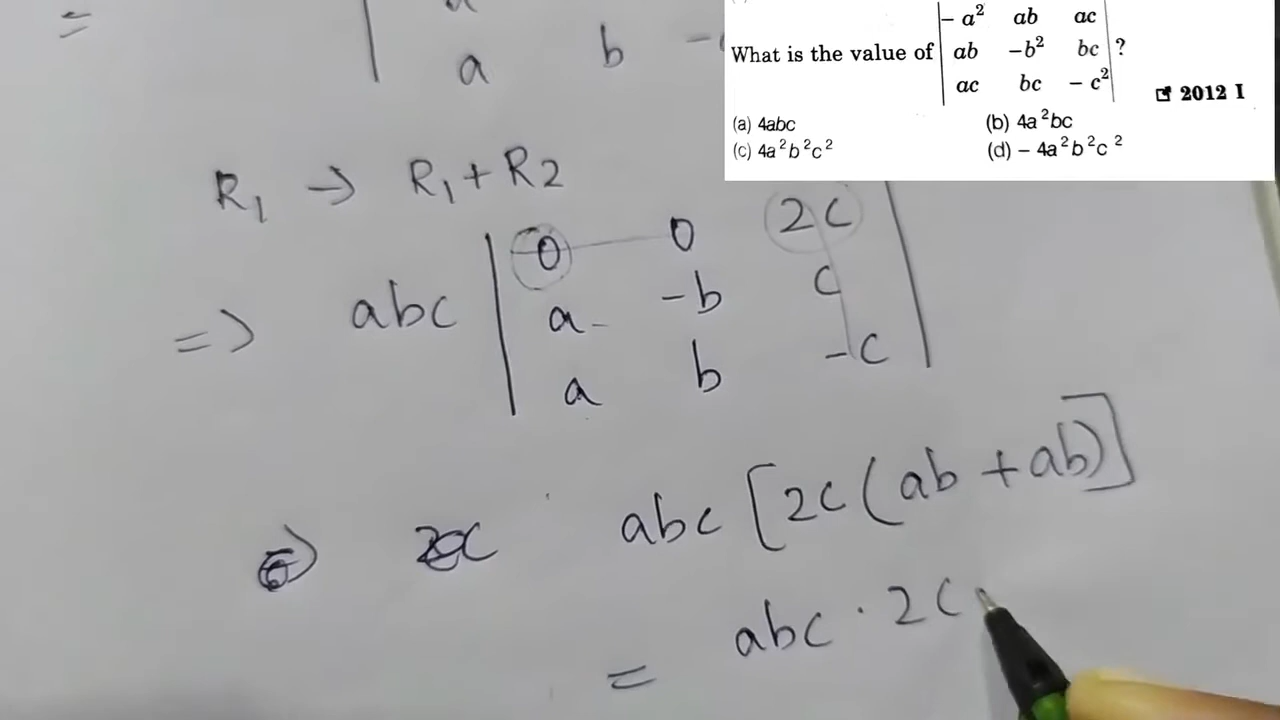 =
a b
R₁ → R₁ + R₂
=> abc | 0 0 2c |
| a -b c |
| a b -c |
abc [2c (ab + ab)]
= abc · 2c
| - a² ab ac |
What is the value of | ab -b² bc | ?
| ac bc - c² |
2012 I
(a) 4abc (b) 4a²bc
(c) 4a²b²c² (d) - 4a²b²c²